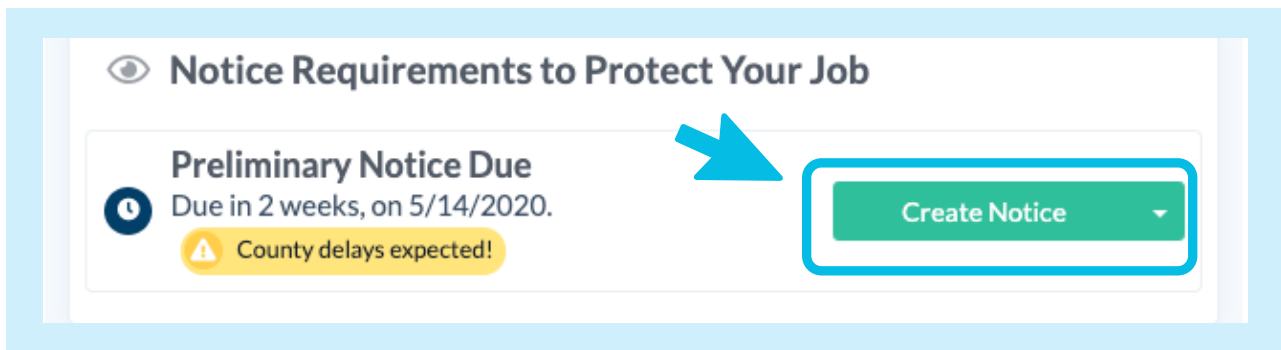 Notice Requirements to Protect Your Job
Preliminary Notice Due
Due in 2 weeks, on 5/14/2020.
Create Notice
County delays expected!